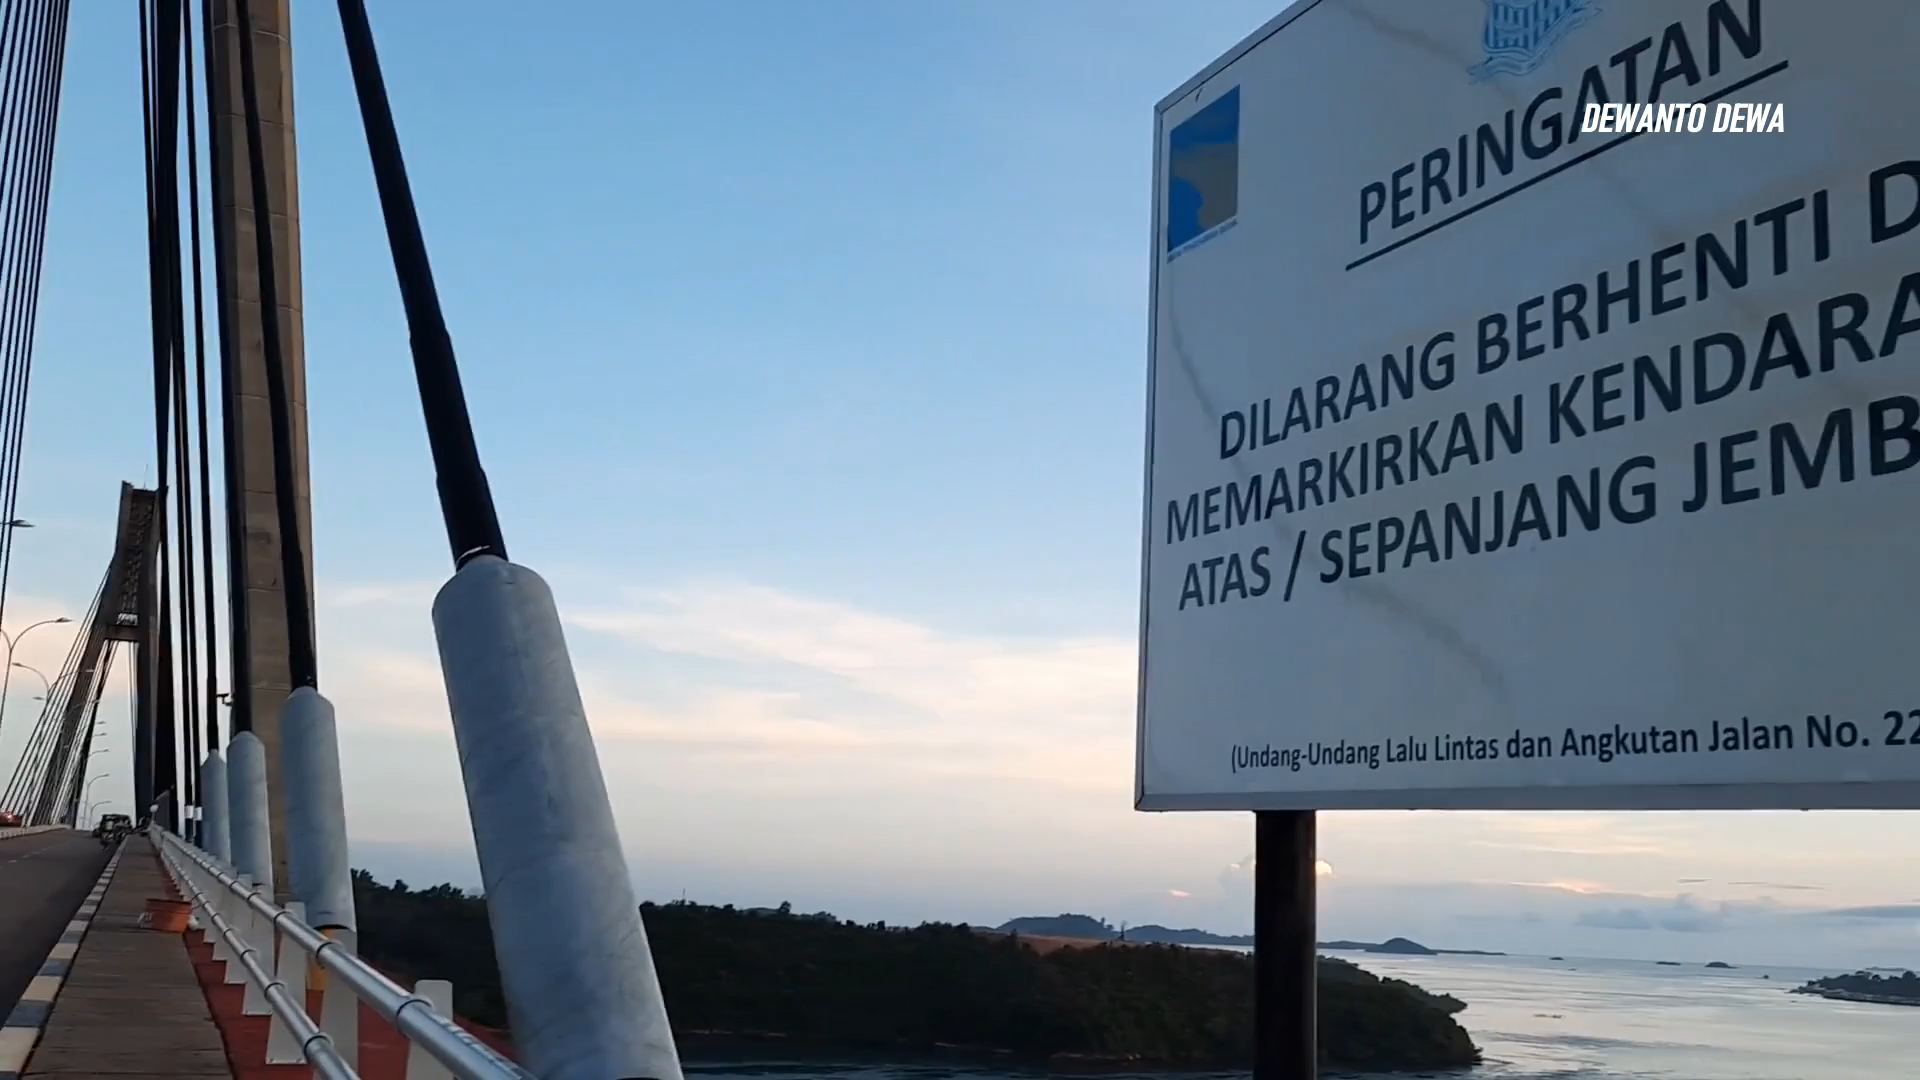 PERINGATAN
DEWANTO DEWA
DILARANG BERHENTI D
MEMARKIRKAN KENDARA
ATAS / SEPANJANG JEMB
(Undang-Undang Lalu Lintas dan Angkutan Jalan No. 22